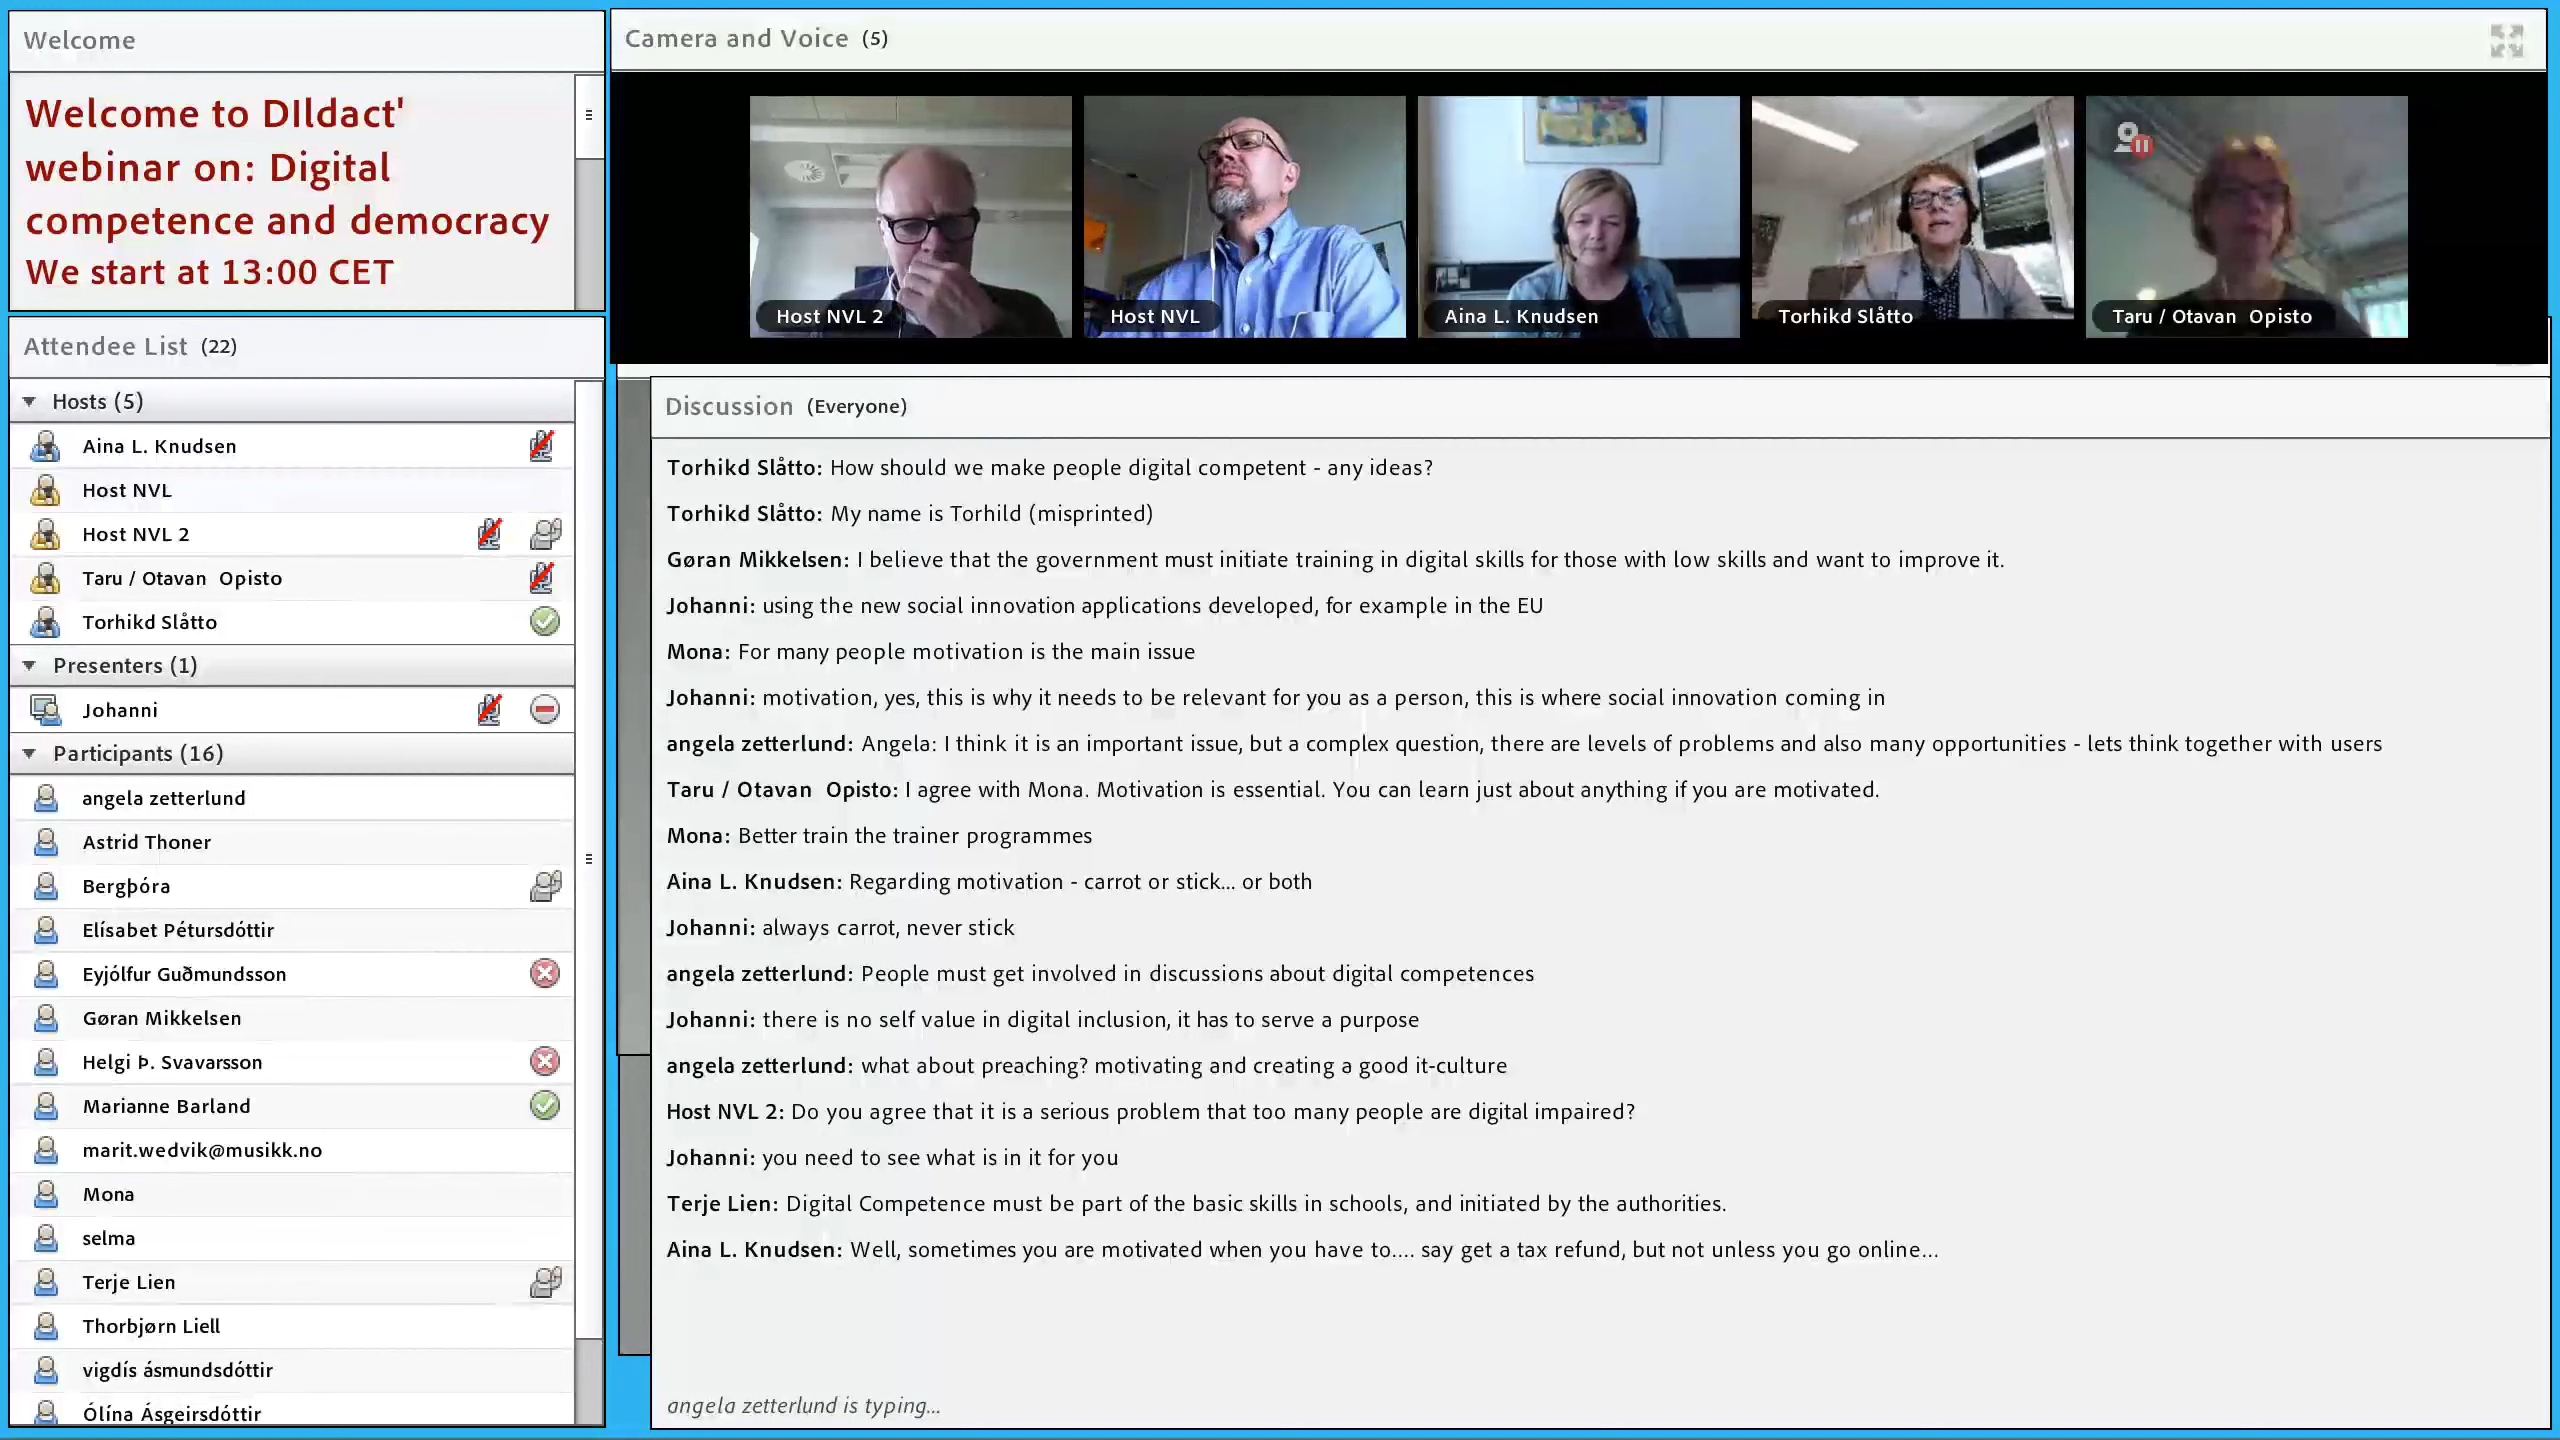 Welcome
Welcome to DIldact'
webinar on: Digital
competence and democracy
We start at 13:00 CET
Attendee List (22)
Hosts (5)
Aina L. Knudsen
Host NVL
Host NVL 2
Taru / Otavan  Opisto
Torhikd Slåtto
Presenters (1)
Johanni
Participants (16)
angela zetterlund
Astrid Thoner
Bergþóra
Elísabet Pétursdóttir
Eyjólfur Guðmundsson
Gøran Mikkelsen
Helgi Þ. Svavarsson
Marianne Barland
marit.wedvik@musikk.no
Mona
selma
Terje Lien
Thorbjørn Liell
vigdís ásmundsdóttir
Ólína Ásgeirsdóttir
Camera and Voice (5)
Host NVL 2
Host NVL
Aina L. Knudsen
Torhikd Slåtto
Taru / Otavan  Opisto
Discussion (Everyone)
Torhikd Slåtto: How should we make people digital competent - any ideas?
Torhikd Slåtto: My name is Torhild (misprinted)
Gøran Mikkelsen: I believe that the government must initiate training in digital skills for those with low skills and want to improve it.
Johanni: using the new social innovation applications developed, for example in the EU
Mona: For many people motivation is the main issue
Johanni: motivation, yes, this is why it needs to be relevant for you as a person, this is where social innovation coming in
angela zetterlund: Angela: I think it is an important issue, but a complex question, there are levels of problems and also many opportunities - lets think together with users
Taru / Otavan  Opisto: I agree with Mona. Motivation is essential. You can learn just about anything if you are motivated.
Mona: Better train the trainer programmes
Aina L. Knudsen: Regarding motivation - carrot or stick... or both
Johanni: always carrot, never stick
angela zetterlund: People must get involved in discussions about digital competences
Johanni: there is no self value in digital inclusion, it has to serve a purpose
angela zetterlund: what about preaching? motivating and creating a good it-culture
Host NVL 2: Do you agree that it is a serious problem that too many people are digital impaired?
Johanni: you need to see what is in it for you
Terje Lien: Digital Competence must be part of the basic skills in schools, and initiated by the authorities.
Aina L. Knudsen: Well, sometimes you are motivated when you have to.... say get a tax refund, but not unless you go online...
angela zetterlund is typing...